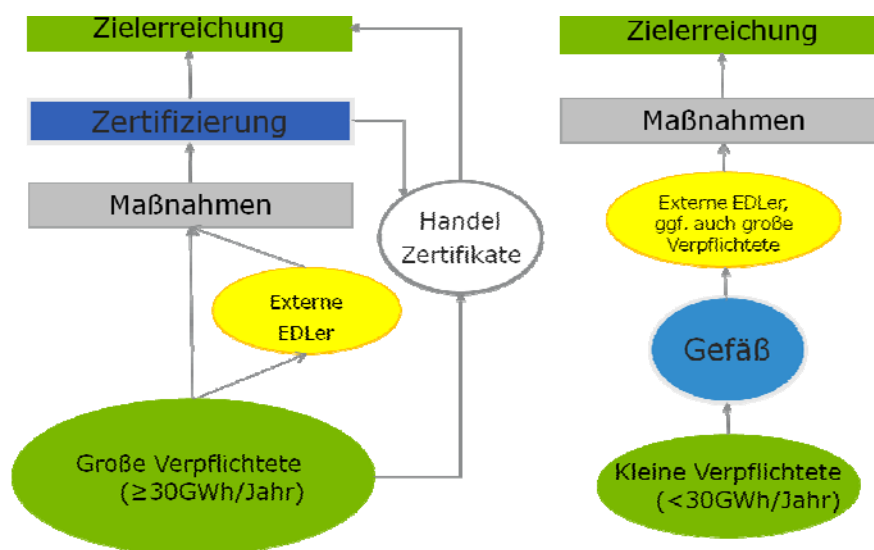 Zielerreichung
Zertifizierung
Maßnahmen
Handel
Zertifikate
Externe
EDLer
Große Verpflichtete
(≥30GWh/Jahr)
Zielerreichung
Maßnahmen
Externe EDLer,
ggf. auch große
Verpflichtete
Gefäß
Kleine Verpflichtete
(<30GWh/Jahr)